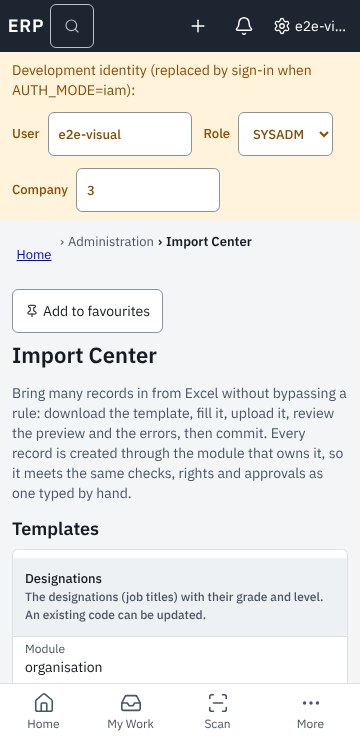 ERP
e2e-vi...
Development identity (replaced by sign-in when
AUTH_MODE=iam):
User e2e-visual Role SYSADM
Company 3
Home › Administration › Import Center
Add to favourites
Import Center
Bring many records in from Excel without bypassing a
rule: download the template, fill it, upload it, review
the preview and the errors, then commit. Every
record is created through the module that owns it, so
it meets the same checks, rights and approvals as
one typed by hand.
Templates
Designations
The designations (job titles) with their grade and level.
An existing code can be updated.
Module
organisation
Home My Work Scan More